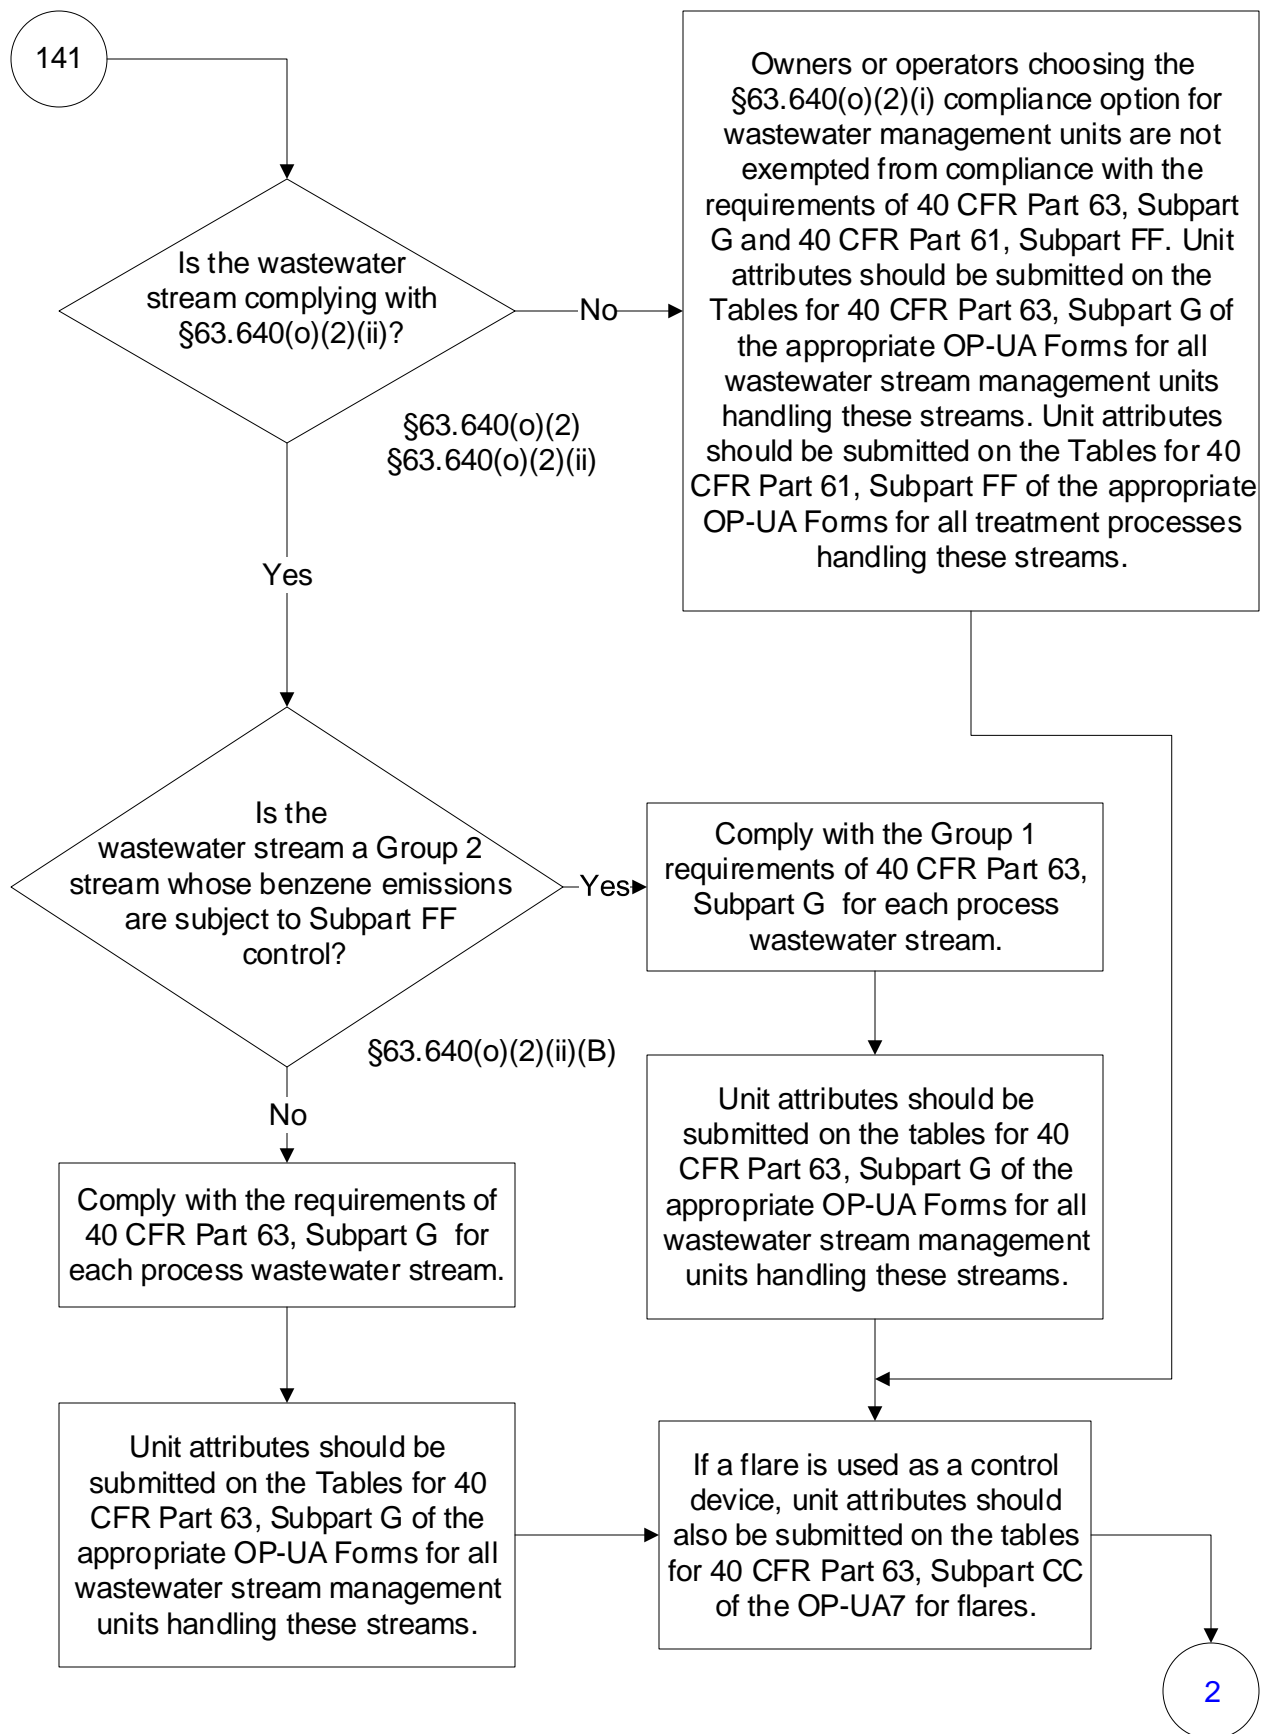 141
Owners or operators choosing the
§63.640(o)(2)(i) compliance option for
wastewater management units are not
exempted from compliance with the
requirements of 40 CFR Part 63, Subpart
G and 40 CFR Part 61, Subpart FF. Unit
attributes should be submitted on the
Tables for 40 CFR Part 63, Subpart G of
the appropriate OP-UA Forms for all
wastewater stream management units
handling these streams. Unit attributes
should be submitted on the Tables for 40
CFR Part 61, Subpart FF of the appropriate
OP-UA Forms for all treatment processes
handling these streams.
Is the wastewater
stream complying with
§63.640(o)(2)(ii)?
No
§63.640(o)(2)
§63.640(o)(2)(ii)
Yes
Is the
wastewater stream a Group 2
stream whose benzene emissions
are subject to Subpart FF
control?
Yes
Comply with the Group 1
requirements of 40 CFR Part 63,
Subpart G for each process
wastewater stream.
§63.640(o)(2)(ii)(B)
No
Unit attributes should be
submitted on the tables for 40
CFR Part 63, Subpart G of the
appropriate OP-UA Forms for all
wastewater stream management
units handling these streams.
Comply with the requirements of
40 CFR Part 63, Subpart G for
each process wastewater stream.
Unit attributes should be
submitted on the Tables for 40
CFR Part 63, Subpart G of the
appropriate OP-UA Forms for all
wastewater stream management
units handling these streams.
If a flare is used as a control
device, unit attributes should
also be submitted on the tables
for 40 CFR Part 63, Subpart CC
of the OP-UA7 for flares.
2